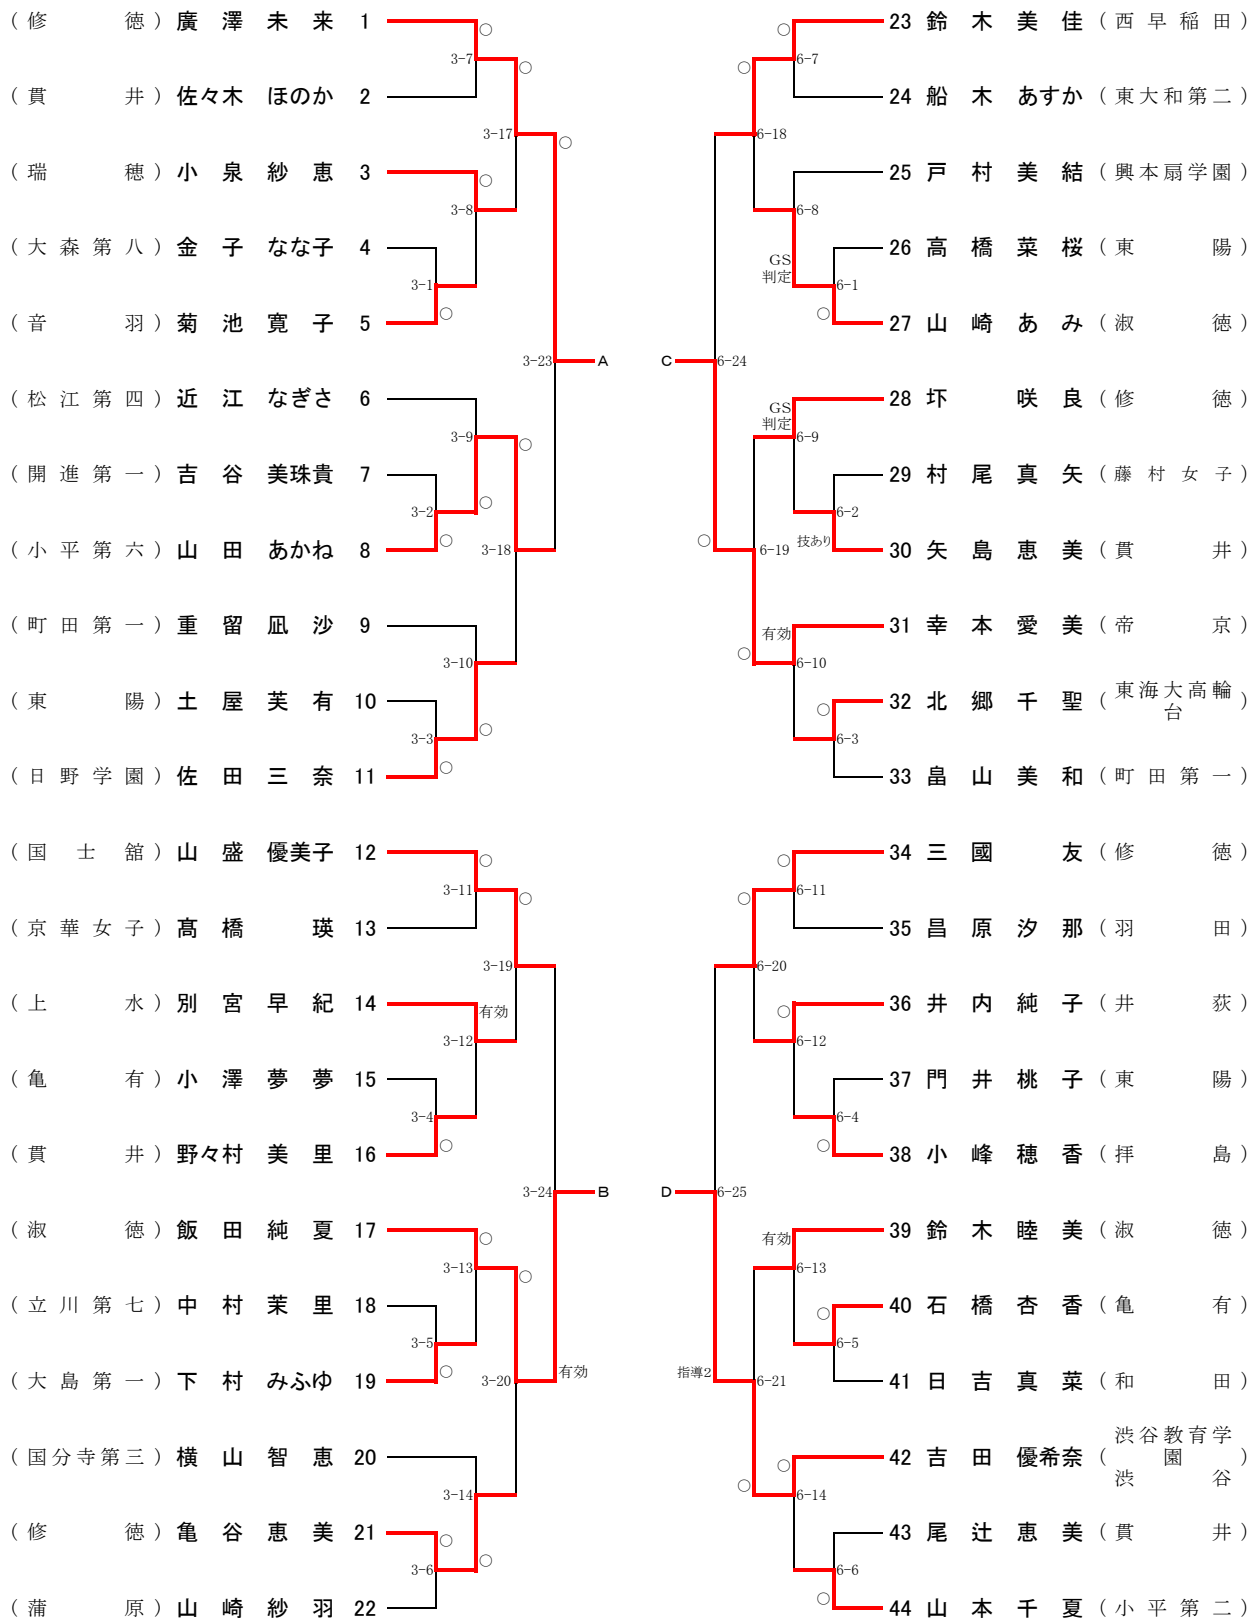 （修徳）廣澤未来 1
3-7 ○
（貫井）佐々木ほのか 2
3-17 ○
（瑞穂）小泉紗恵 3
3-8 ○
（大森第八）金子なな子 4
3-1 ○
（音羽）菊池寛子 5
3-23 ○ A
（松江第四）近江なぎさ 6
3-9 ○
（開進第一）吉谷美珠貴 7
3-2 ○
（小平第六）山田あかね 8
3-18 ○
（町田第一）重留凪沙 9
3-10 ○
（東陽）土屋芙有 10
3-3 ○
（日野学園）佐田三奈 11
（国士舘）山盛優美子 12
3-11 ○
（京華女子）髙橋瑛 13
3-19 ○
（上水）別宮早紀 14
3-12 有効
（亀有）小澤夢夢 15
3-4 ○
（貫井）野々村美里 16
3-24 有効 B
（淑徳）飯田純夏 17
3-13 ○
（立川第七）中村茉里 18
3-5 ○
（大島第一）下村みふゆ 19
3-20 ○
（国分寺第三）横山智恵 20
3-14 ○
（修徳）亀谷恵美 21
3-6 ○
（蒲原）山崎紗羽 22
23 鈴木美佳（西早稲田）
○ 6-7
24 船木あすか（東大和第二）
○ 6-18
25 戸村美結（興本扇学園）
GS判定 6-8
26 高橋菜桜（東陽）
○ 6-1
27 山崎あみ（淑徳）
C ○ 6-24
28 圷咲良（修徳）
GS判定 6-9
29 村尾真矢（藤村女子）
技あり 6-2
30 矢島恵美（貫井）
○ 6-19
31 幸本愛美（帝京）
有効 6-10
32 北郷千聖（東海大高輪台）
○ 6-3
33 畠山美和（町田第一）
34 三國友（修徳）
○ 6-11
35 昌原汐那（羽田）
○ 6-20
36 井内純子（井荻）
○ 6-12
37 門井桃子（東陽）
○ 6-4
38 小峰穂香（拝島）
D 指導2 6-25
39 鈴木睦美（淑徳）
有効 6-13
40 石橋杏香（亀有）
○ 6-5
41 日吉真菜（和田）
○ 6-21
42 吉田優希奈（渋谷教育学園渋谷）
○ 6-14
43 尾辻恵美（貫井）
○ 6-6
44 山本千夏（小平第二）